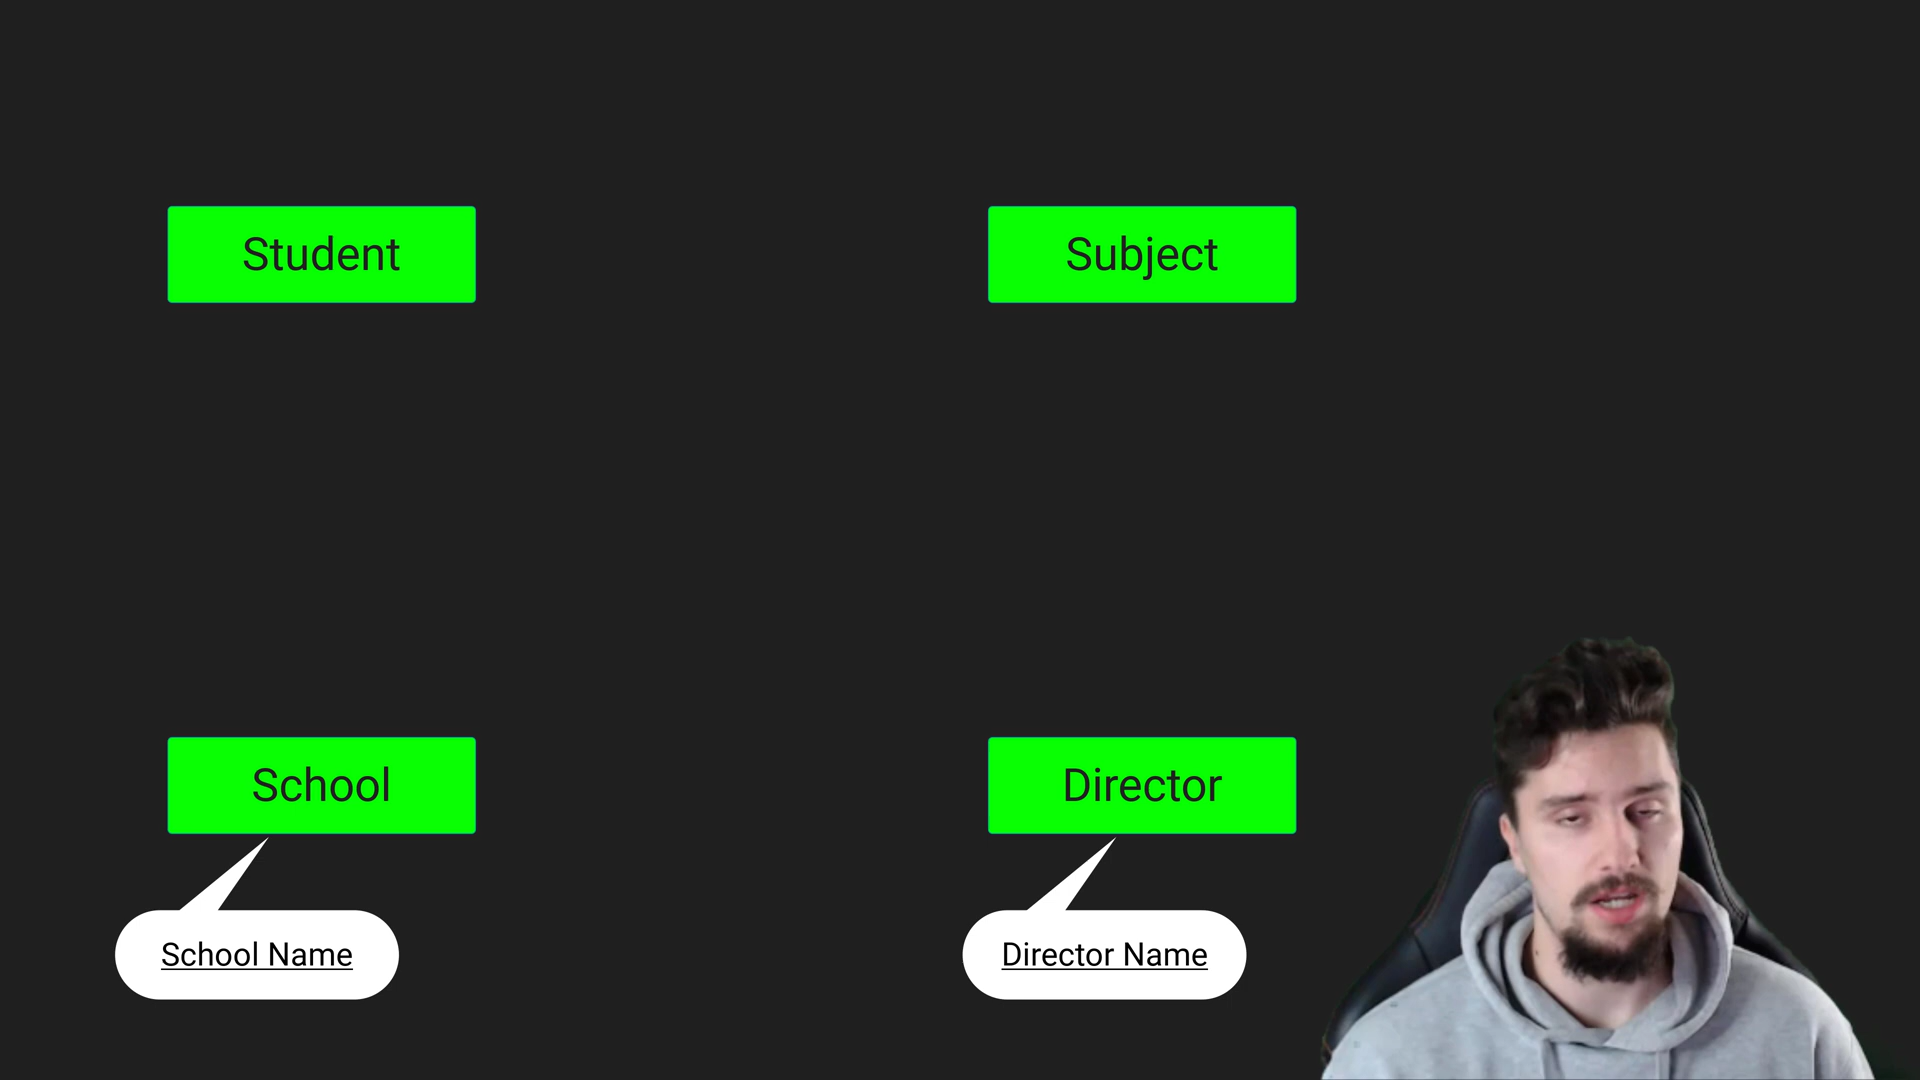 Student
Subject
School
Director
School Name
Director Name